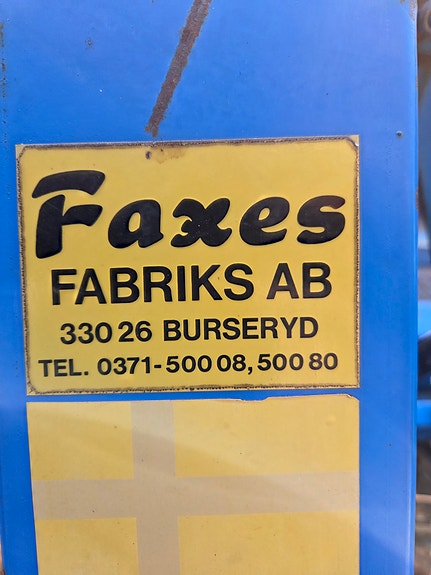 Faxes
FABRIKS AB
330 26 BURSERYD
TEL. 0371-500 08, 500 80